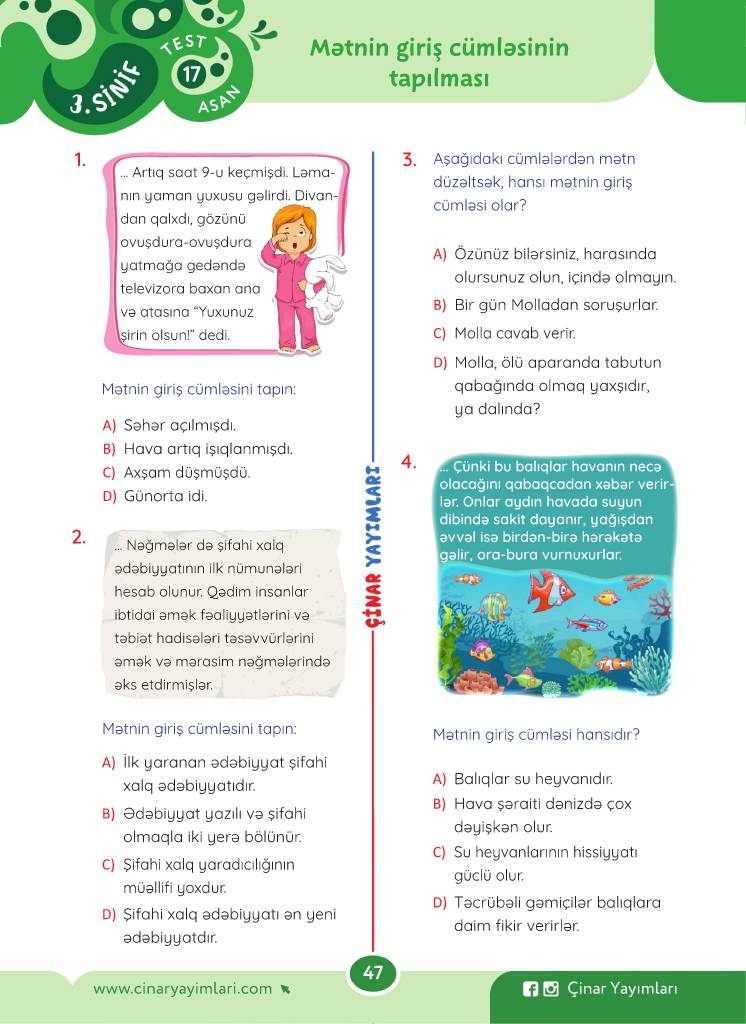 3. SİNİF
TEST
17
ASAN
Mətnin giriş cümləsinin
tapılması
1.
... Artıq saat 9-u keçmişdi. Ləma-
nın yaman yuxusu gəlirdi. Divan-
dan qalxdı, gözünü
ovuşdura-ovuşdura
yatmağa gedəndə
televizora baxan ana
və atasına “Yuxunuz
şirin olsun!” dedi.
Mətnin giriş cümləsini tapın:
A) Səhər açılmışdı.
B) Hava artıq işıqlanmışdı.
C) Axşam düşmüşdü.
D) Günorta idi.
2.
... Nəğmələr də şifahi xalq
ədəbiyyatının ilk nümunələri
hesab olunur. Qədim insanlar
ibtidai əmək fəaliyyətlərini və
təbiət hadisələri təsəvvürlərini
əmək və mərasim nəğmələrində
əks etdirmişlər.
Mətnin giriş cümləsini tapın:
A) İlk yaranan ədəbiyyat şifahi
xalq ədəbiyyatıdır.
B) Ədəbiyyat yazılı və şifahi
olmaqla iki yerə bölünür.
C) Şifahi xalq yaradıcılığının
müəllifi yoxdur.
D) Şifahi xalq ədəbiyyatı ən yeni
ədəbiyyatdır.
ÇİNAR YAYIMLARI
3. Aşağıdakı cümlələrdən mətn
düzəltsək, hansı mətnin giriş
cümləsi olar?
A) Özünüz bilərsiniz, harasında
olursunuz olun, içində olmayın.
B) Bir gün Molladan soruşurlar.
C) Molla cavab verir.
D) Molla, ölü aparanda tabutun
qabağında olmaq yaxşıdır,
ya dalında?
4.
... Çünki bu balıqlar havanın necə
olacağını qabaqcadan xəbər verir-
lər. Onlar aydın havada suyun
dibində sakit dayanır, yağışdan
əvvəl isə birdən-birə hərəkətə
gəlir, ora-bura vurnuxurlar.
Mətnin giriş cümləsi hansıdır?
A) Balıqlar su heyvanıdır.
B) Hava şəraiti dənizdə çox
dəyişkən olur.
C) Su heyvanlarının hissiyyatı
güclü olur.
D) Təcrübəli gəmiçilər balıqlara
daim fikir verirlər.
www.cinaryayimlari.com
47
Çinar Yayımları